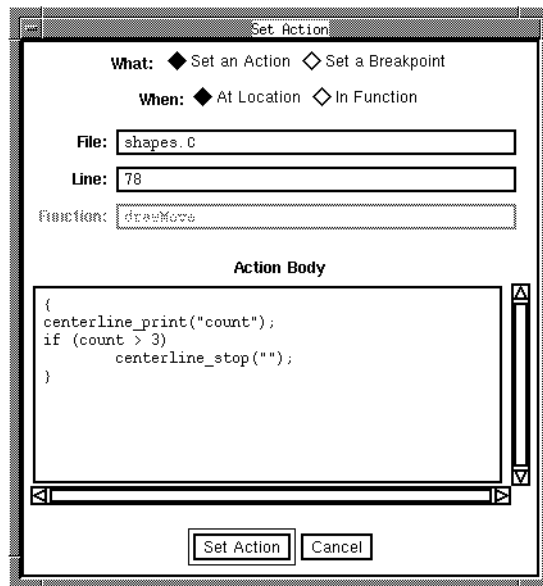 Set Action
What: Set an Action Set a Breakpoint
When: At Location In Function
File: shapes.C
Line: 78
Function: drawMove
Action Body
{
centerline_print("count");
if (count > 3)
centerline_stop("");
}
Set Action Cancel